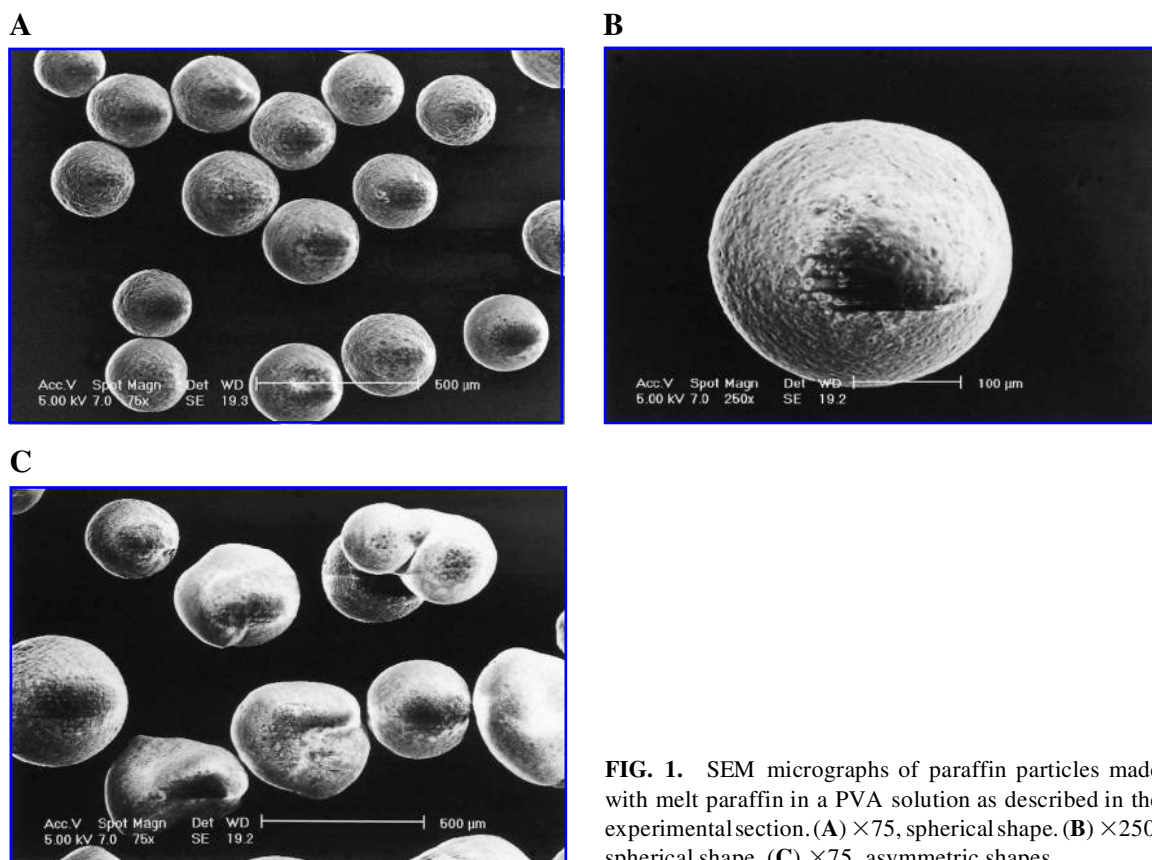 A
B
Acc.V Spot Magn Det WD 500 µm
5.00 kV 7.0 75x SE 19.3
Acc.V Spot Magn Det WD 100 µm
5.00 kV 7.0 250x SE 19.2
C
Acc.V Spot Magn Det WD 500 µm
5.00 kV 7.0 75x SE 19.2
FIG. 1. SEM micrographs of paraffin particles made
with melt paraffin in a PVA solution as described in the
experimental section. (A) ×75, spherical shape. (B) ×250,
spherical shape. (C) ×75, asymmetric shapes.